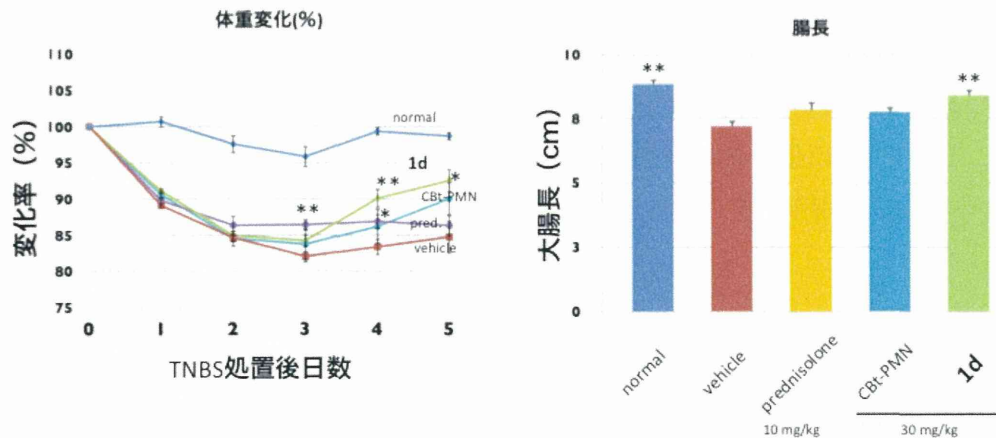 体重変化(%)
110
105
100
95
90
85
80
75
変化率 (%)
normal
1d
**
*
CBt-PMN
**
*
pred.
vehicle
0 1 2 3 4 5
TNBS処置後日数
腸長
10
8
5
3
0
大腸長 (cm)
**
**
normal
vehicle
prednisolone
CBt-PMN
1d
10 mg/kg
30 mg/kg